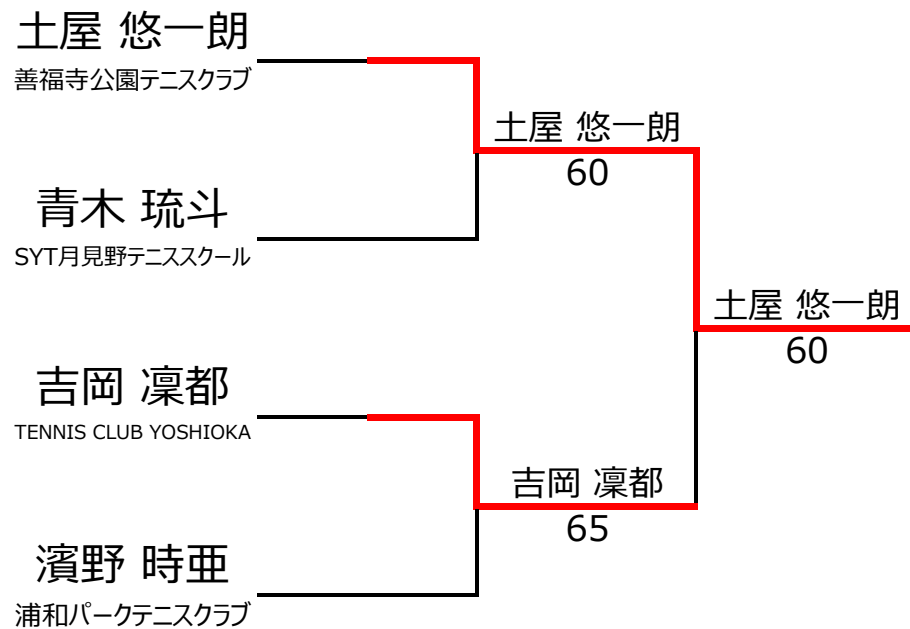 土屋 悠一朗
善福寺公園テニスクラブ
土屋 悠一朗
60
青木 琉斗
SYT月見野テニススクール
土屋 悠一朗
60
吉岡 凜都
TENNIS CLUB YOSHIOKA
吉岡 凜都
65
濱野 時亜
浦和パークテニスクラブ